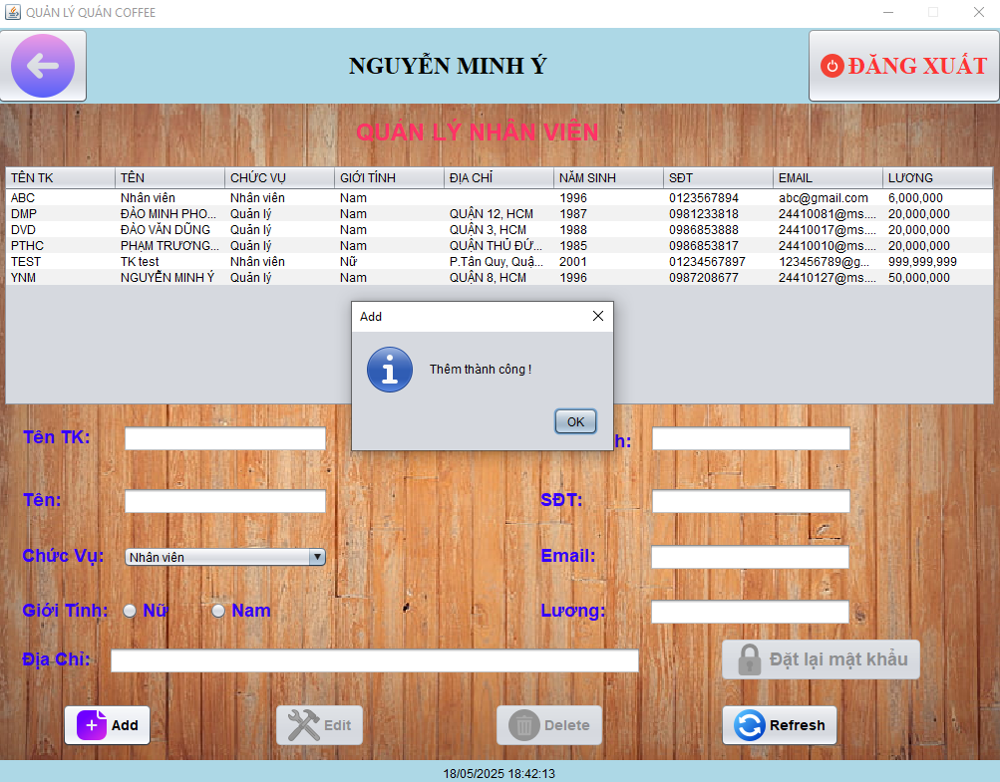 QUẢN LÝ QUÁN COFFEE
NGUYỄN MINH Ý
ĐĂNG XUẤT
QUẢN LÝ NHÂN VIÊN
TÊN TK TÊN CHỨC VỤ GIỚI TÍNH ĐỊA CHỈ NĂM SINH SĐT EMAIL LƯƠNG
ABC Nhân viên Nhân viên Nam 1996 0123567894 abc@gmail.com 6,000,000
DMP ĐÀO MINH PHO... Quản lý Nam QUẬN 12, HCM 1987 0981233818 24410081@ms.... 20,000,000
DVD ĐÀO VĂN DŨNG Quản lý Nam QUẬN 3, HCM 1988 0986853888 24410017@ms.... 20,000,000
PTHC PHẠM TRƯƠNG... Quản lý Nam QUẬN THỦ ĐỨ... 1985 0986853817 24410010@ms.... 20,000,000
TEST TK test Nhân viên Nữ P.Tân Quy, Quậ... 2001 01234567897 123456789@g... 999,999,999
YNM NGUYỄN MINH Ý Quản lý Nam QUẬN 8, HCM 1996 0987208677 24410127@ms.... 50,000,000
Add
Thêm thành công !
OK
Tên TK:
h:
Tên:
SĐT:
Chức Vụ: Nhân viên
Email:
Giới Tính: Nữ Nam
Lương:
Địa Chỉ:
Đặt lại mật khẩu
Add Edit Delete Refresh
18/05/2025 18:42:13